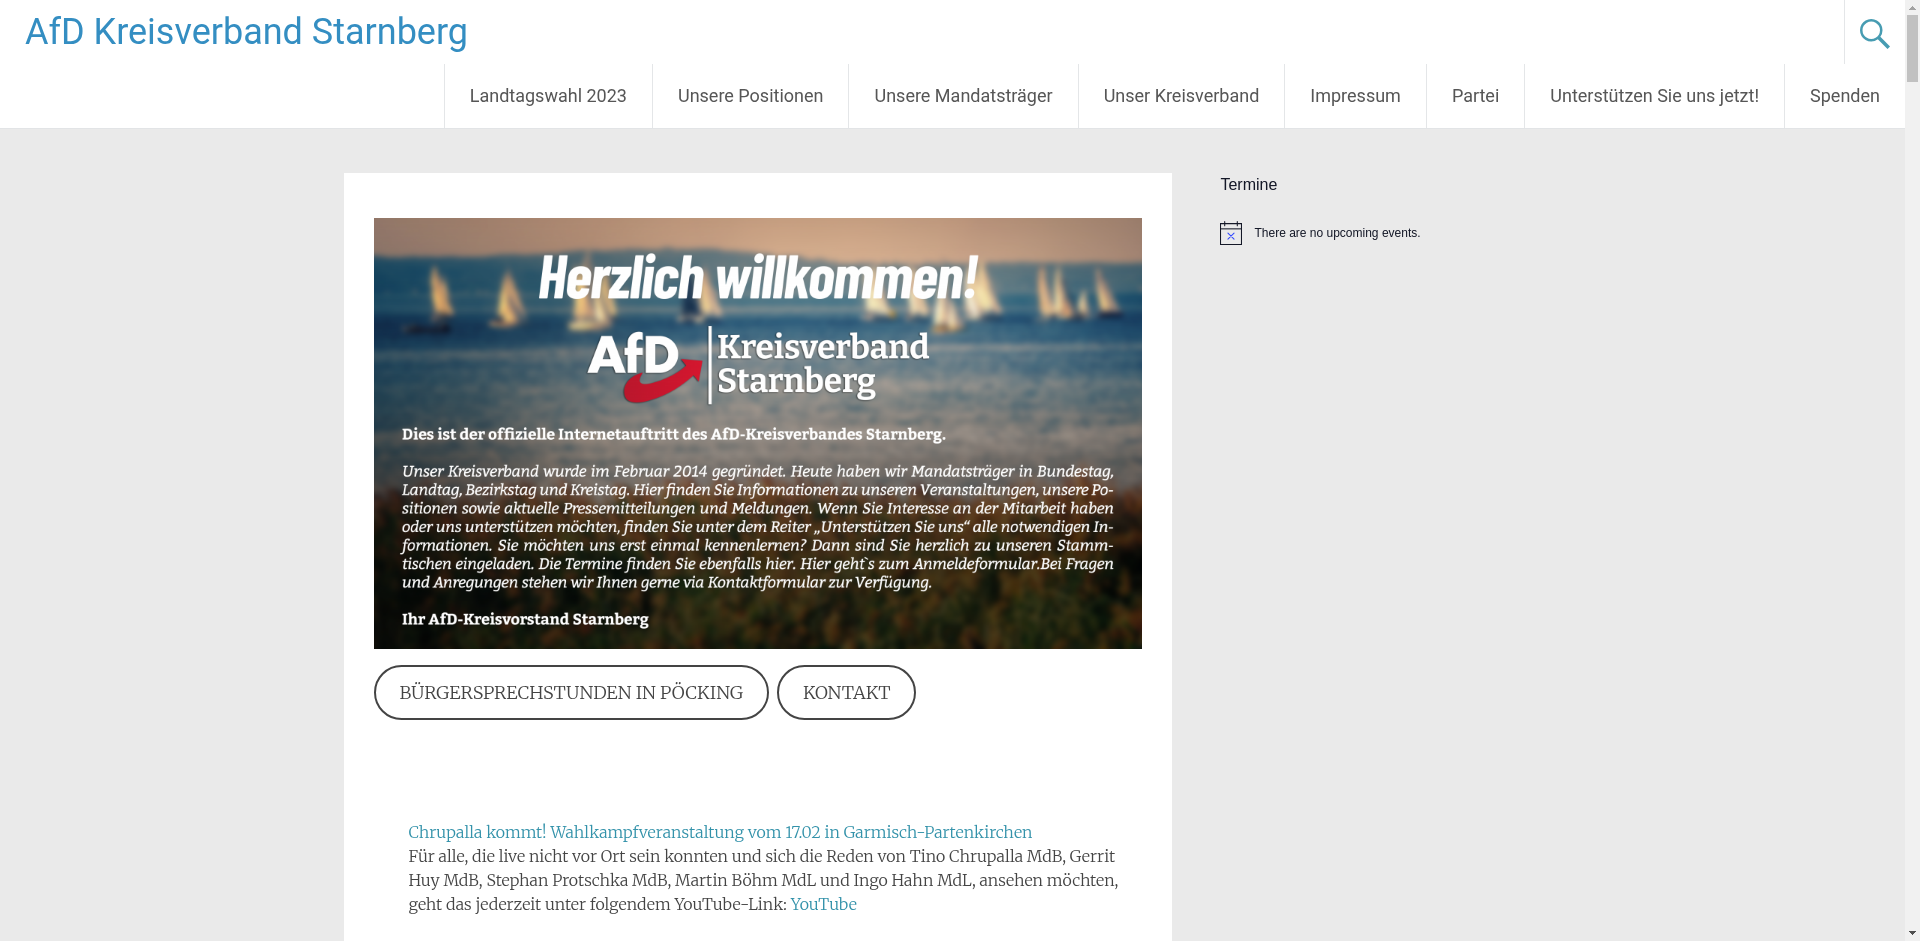 AfD Kreisverband Starnberg
Landtagswahl 2023
Unsere Positionen
Unsere Mandatsträger
Unser Kreisverband
Impressum
Partei
Unterstützen Sie uns jetzt!
Spenden
Herzlich willkommen!
AfD Kreisverband
Starnberg
Dies ist der offizielle Internetauftritt des AfD-Kreisverbandes Starnberg.
Unser Kreisverband wurde im Februar 2014 gegründet. Heute haben wir Mandatsträger in Bundestag,
Landtag, Bezirkstag und Kreistag. Hier finden Sie Informationen zu unseren Veranstaltungen, unsere Po-
sitionen sowie aktuelle Pressemitteilungen und Meldungen. Wenn Sie Interesse an der Mitarbeit haben
oder uns unterstützen möchten, finden Sie unter dem Reiter „Unterstützen Sie uns“ alle notwendigen In-
formationen. Sie möchten uns erst einmal kennenlernen? Dann sind Sie herzlich zu unseren Stamm-
tischen eingeladen. Die Termine finden Sie ebenfalls hier. Hier geht`s zum Anmeldeformular.Bei Fragen
und Anregungen stehen wir Ihnen gerne via Kontaktformular zur Verfügung.
Ihr AfD-Kreisvorstand Starnberg
BÜRGERSPRECHSTUNDEN IN PÖCKING
KONTAKT
Chrupalla kommt! Wahlkampfveranstaltung vom 17.02 in Garmisch-Partenkirchen
Für alle, die live nicht vor Ort sein konnten und sich die Reden von Tino Chrupalla MdB, Gerrit
Huy MdB, Stephan Protschka MdB, Martin Böhm MdL und Ingo Hahn MdL, ansehen möchten,
geht das jederzeit unter folgendem YouTube-Link: YouTube
Termine
There are no upcoming events.